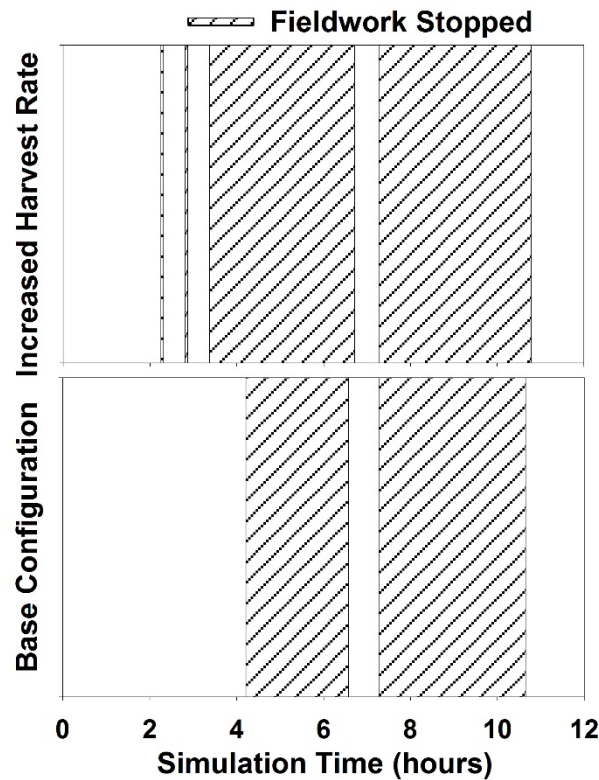 Fieldwork Stopped
Increased Harvest Rate
Base Configuration
0 2 4 6 8 10 12
Simulation Time (hours)